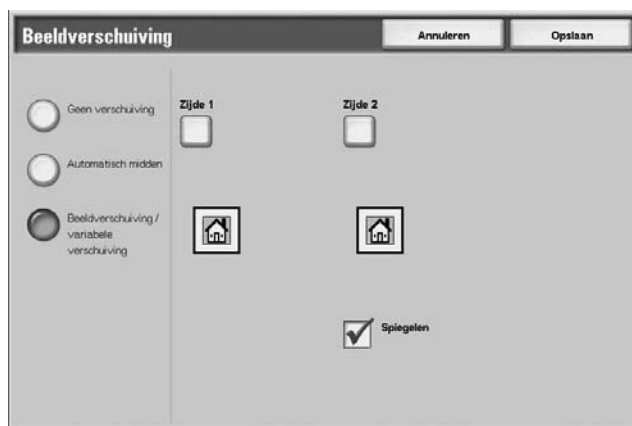 Beeldverschuiving
Annuleren
Opslaan
Geen verschuiving
Automatisch midden
Beeldverschuiving /
variabele
verschuiving
Zijde 1
Zijde 2
Spiegelen